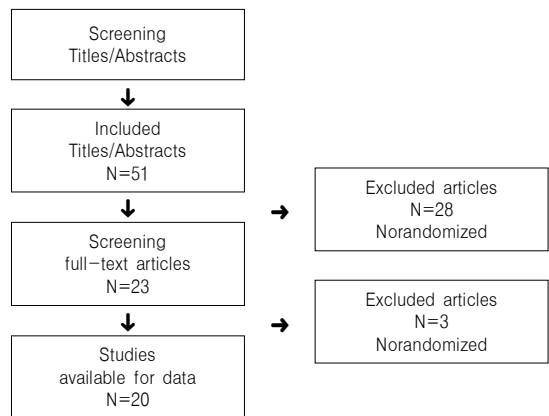 Screening
Titles/Abstracts
Included
Titles/Abstracts
N=51
Excluded articles
N=28
Norandomized
Screening
full-text articles
N=23
Excluded articles
N=3
Norandomized
Studies
available for data
N=20